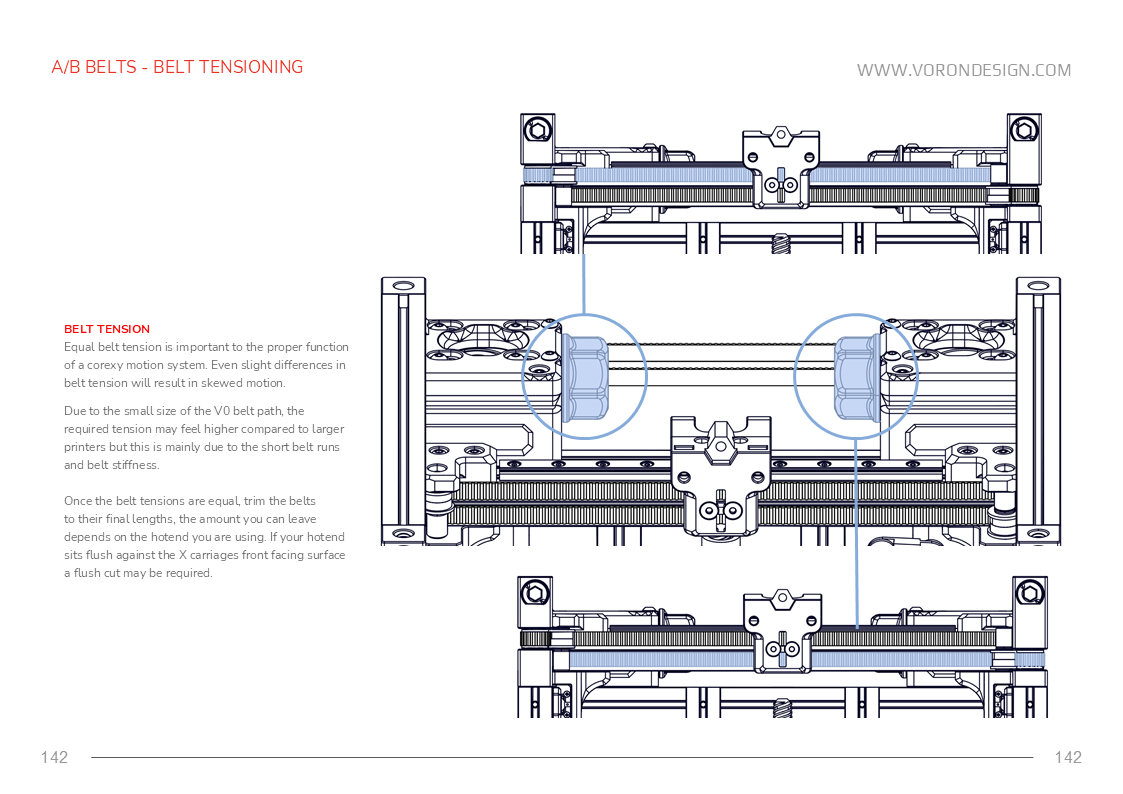 A/B BELTS - BELT TENSIONING
WWW.VORONDESIGN.COM
BELT TENSION
Equal belt tension is important to the proper function
of a corexy motion system. Even slight differences in
belt tension will result in skewed motion.
Due to the small size of the V0 belt path, the
required tension may feel higher compared to larger
printers but this is mainly due to the short belt runs
and belt stiffness.
Once the belt tensions are equal, trim the belts
to their final lengths, the amount you can leave
depends on the hotend you are using. If your hotend
sits flush against the X carriages front facing surface
a flush cut may be required.
142
142